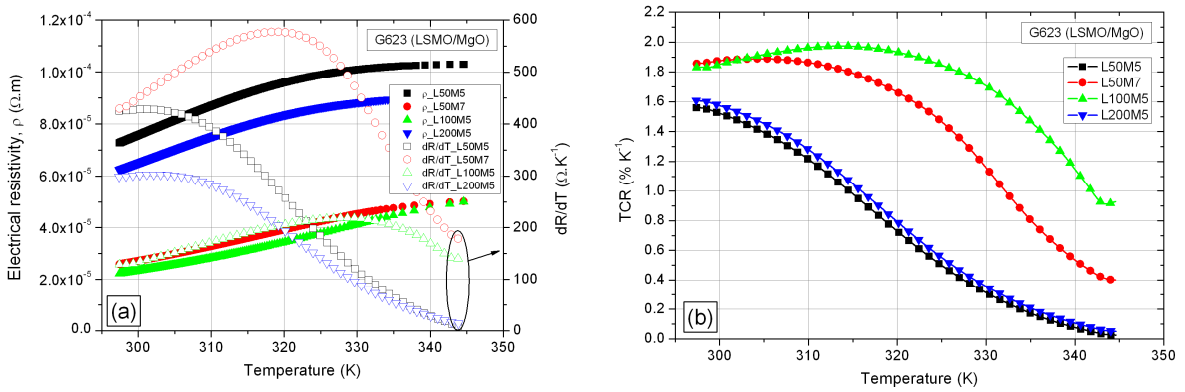 G623 (LSMO/MgO)
ρ_L50M5
ρ_L50M7
ρ_L100M5
ρ_L200M5
dR/dT_L50M5
dR/dT_L50M7
dR/dT_L100M5
dR/dT_L200M5
Electrical resistivity, ρ (Ω.m)
1.2x10⁻⁴
1.0x10⁻⁴
8.0x10⁻⁵
6.0x10⁻⁵
4.0x10⁻⁵
2.0x10⁻⁵
0.0
600
500
400
300
200
100
0
dR/dT (Ω.K⁻¹)
(a)
300 310 320 330 340 350
Temperature (K)
G623 (LSMO/MgO)
L50M5
L50M7
L100M5
L200M5
TCR (% K⁻¹)
2.2
2.0
1.8
1.6
1.4
1.2
1.0
0.8
0.6
0.4
0.2
0.0
(b)
300 310 320 330 340 350
Temperature (K)